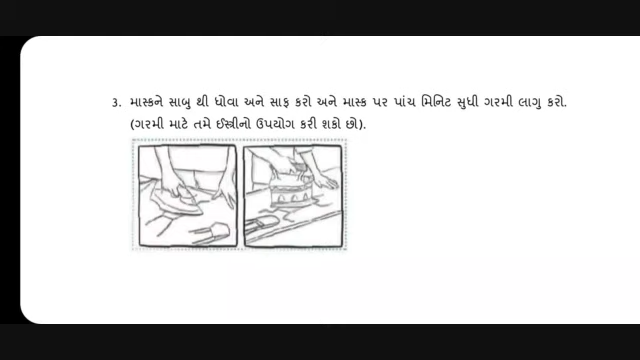 3. માસ્કને સાબુ થી ધોવા અને સાફ કરો અને માસ્ક પર પાંચ મિનિટ સુધી ગરમી લાગુ કરો.
(ગરમી માટે તમે ઈસ્ત્રીનો ઉપયોગ કરી શકો છો).